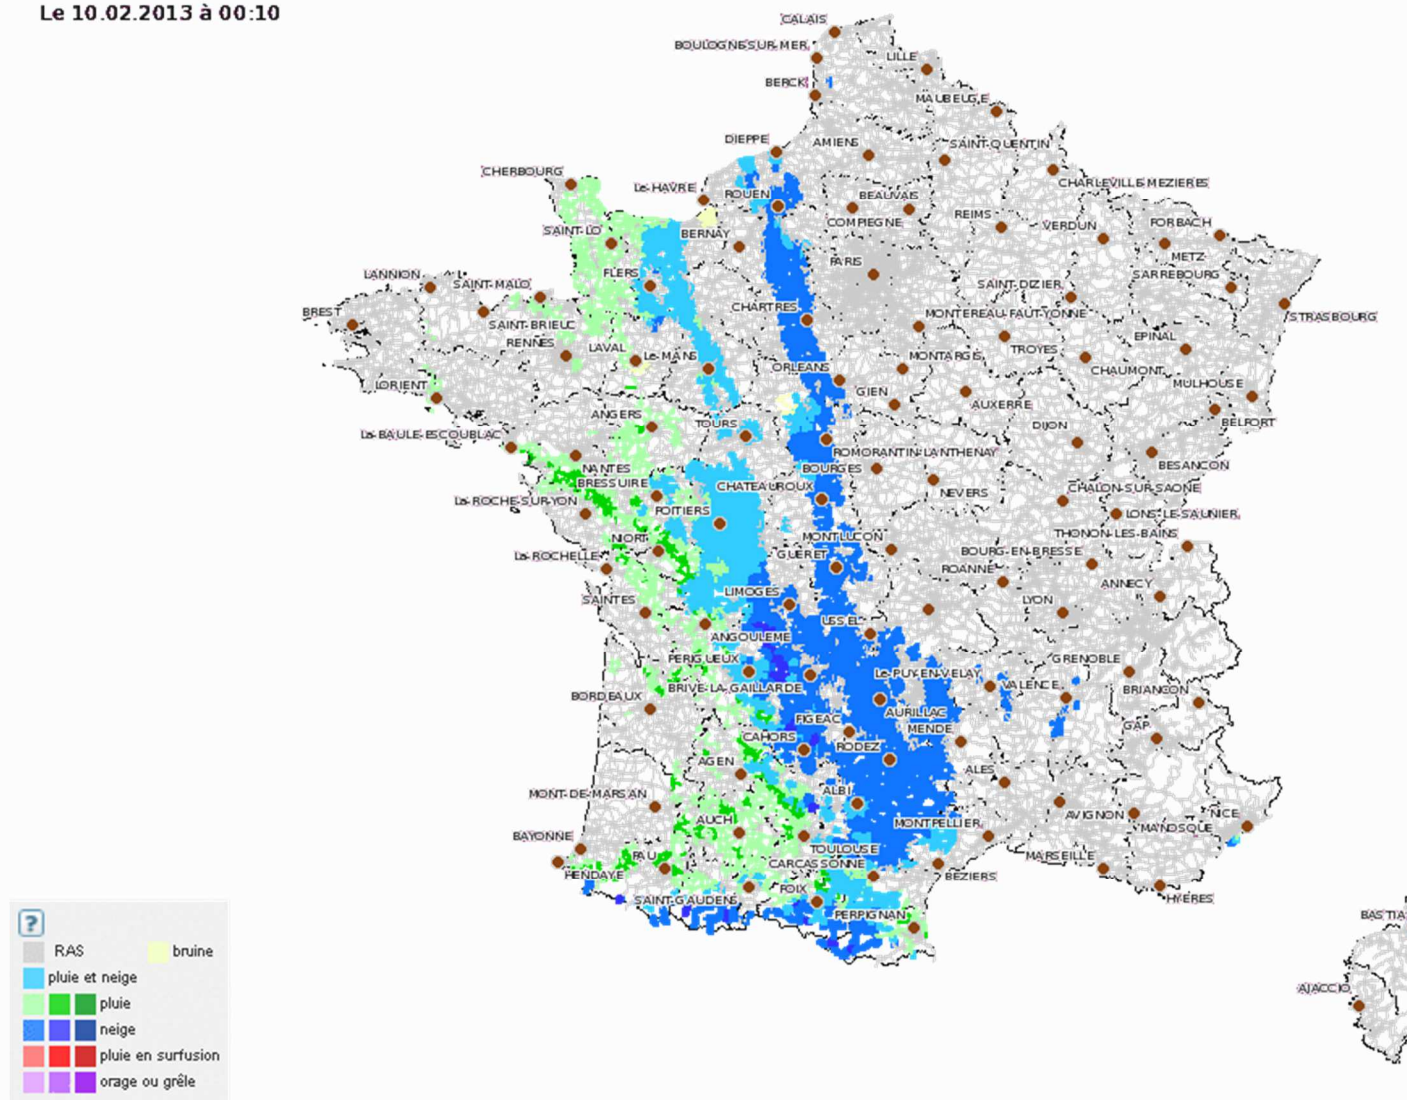 Le 10.02.2013 à 00:10
CALAIS
BOULOGNE-SUR-MER
LILLE
BERCK
MAUBEUGE
DIEPPE
AMIENS
SAINT-QUENTIN
CHERBOURG
CHARLEVILLE-MEZIERES
Le-HAVRE
ROUEN
BEAUVAIS
COMPIEGNE
REIMS
VERDUN
FORBACH
SAINT-LO
BERNAY
METZ
PARIS
LANNION
SAINT-MALO
FLERS
SARREBOURG
SAINT-DIZIER
BREST
CHARTRES
MONTEREAU-FAUT-YONNE
STRASBOURG
SAINT-BRIEUC
EPINAL
RENNES
LAVAL
Le-MANS
TROYES
MONTARGIS
ORLEANS
CHAUMONT
LORIENT
GIEN
MULHOUSE
AUXERRE
ANGERS
TOURS
DIJON
BELFORT
La-BAULE-ESCOUBLAC
ROMORANTIN-LANTHENAY
NANTES
BOURGES
BESANCON
BRESSUIRE
CHATEAUROUX
NEVERS
CHALON-SUR-SAONE
La-ROCHE-SUR-YON
POITIERS
LONS-LE-SAUNIER
NIORT
MONTLUCON
THONON-LES-BAINS
La-ROCHELLE
GUERET
BOURG-EN-BRESSE
ROANNE
ANNECY
SAINTES
LIMOGES
LYON
USSEL
ANGOULEME
PERIGUEUX
GRENOBLE
Le-PUY-EN-VELAY
VALENCE
BRIVE-LA-GAILLARDE
BRIANCON
BORDEAUX
AURILLAC
FIGEAC
MENDE
GAP
CAHORS
RODEZ
AGEN
ALES
MONT-DE-MARSAN
ALBI
AUCH
MONTPELLIER
AVIGNON
NICE
MANOSQUE
BAYONNE
TOULOUSE
PAU
CARCASSONNE
MARSEILLE
HENDAYE
BEZIERS
FOIX
SAINT-GAUDENS
HYERES
PERPIGNAN
BASTIA
AJACCIO
?
RAS bruine
pluie et neige
pluie
neige
pluie en surfusion
orage ou grêle